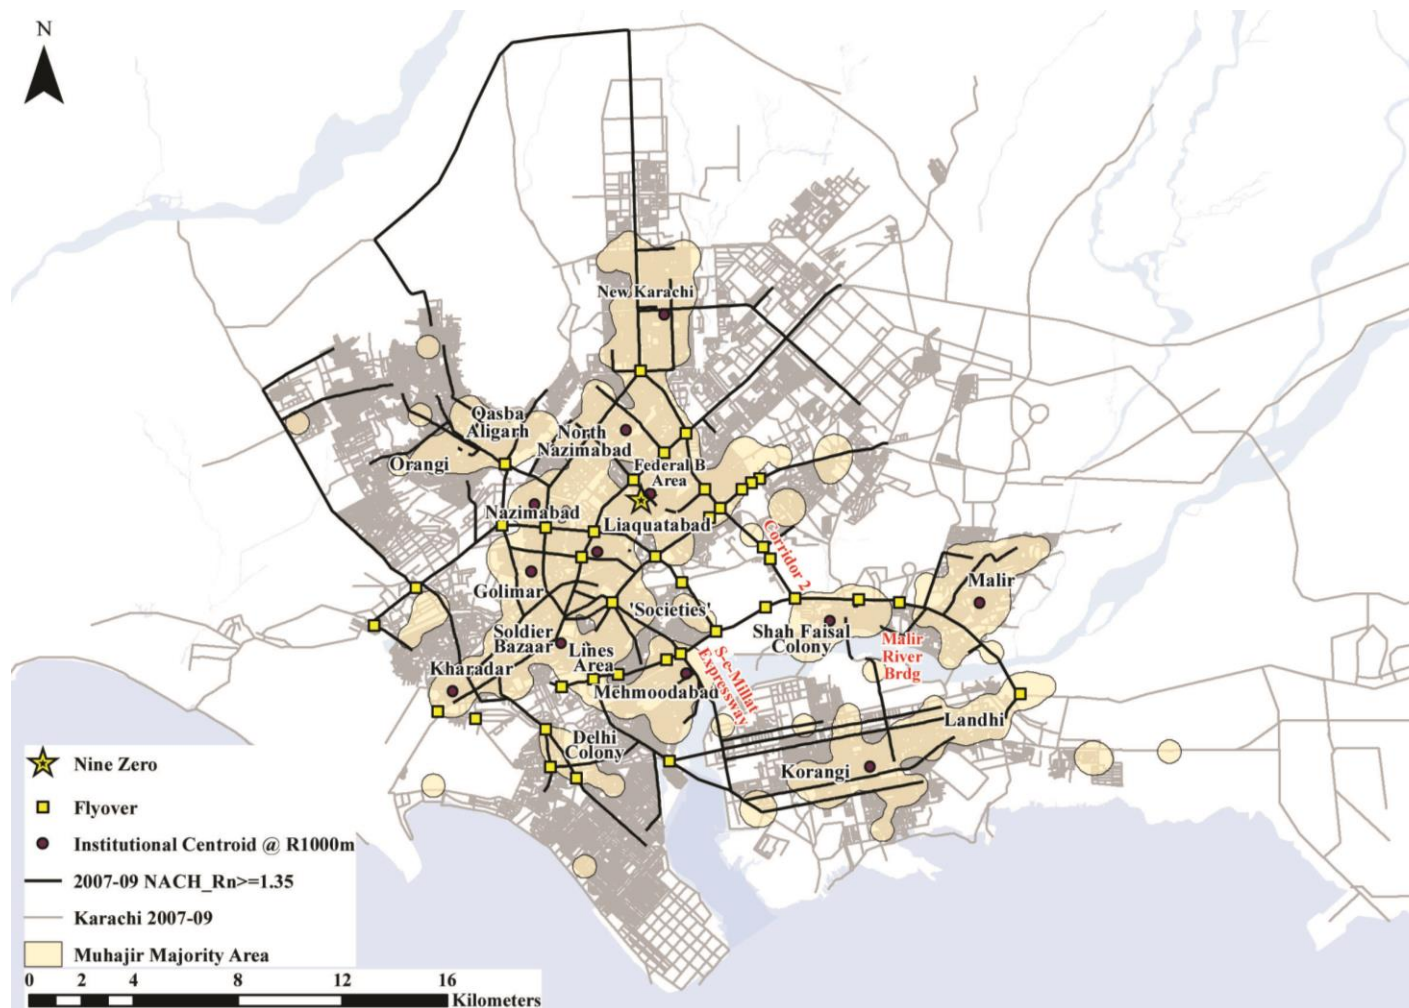 N
New Karachi
Qasba
Aligarh
North
Nazimabad
Orangi
Federal B
Area
Nazimabad
Liaquatabad
Corridor 2
Malir
Golimar
'Societies'
Soldier
Bazaar
Lines
Area
Shah Faisal
Colony
Malir
River
Brdg
Kharadar
Mehmoodabad
S-e-Millat
Expressway
Landhi
Delhi
Colony
Korangi
Nine Zero
Flyover
Institutional Centroid @ R1000m
2007-09 NACH_Rn>=1.35
Karachi 2007-09
Muhajir Majority Area
0 2 4 8 12 16
Kilometers